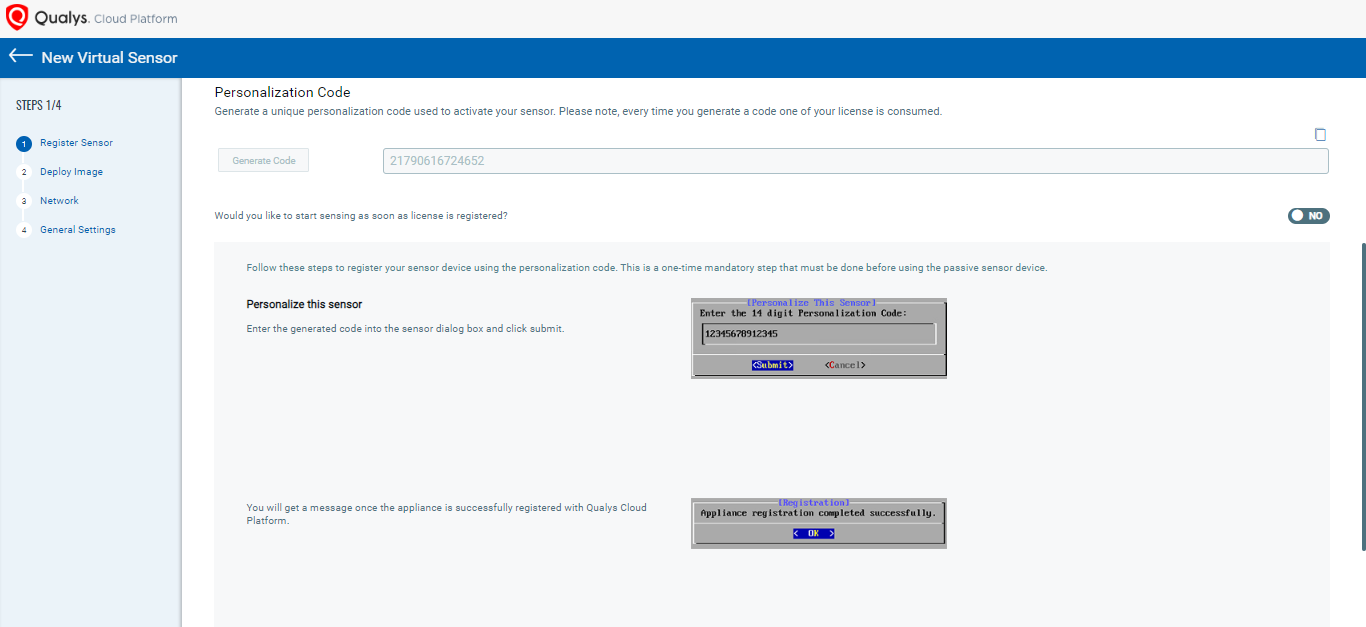 Qualys. Cloud Platform
New Virtual Sensor
STEPS 1/4
1 Register Sensor
2 Deploy Image
3 Network
4 General Settings
Personalization Code
Generate a unique personalization code used to activate your sensor. Please note, every time you generate a code one of your license is consumed.
Generate Code
21790616724652
Would you like to start sensing as soon as license is registered?
NO
Follow these steps to register your sensor device using the personalization code. This is a one-time mandatory step that must be done before using the passive sensor device.
Personalize this sensor
Enter the generated code into the sensor dialog box and click submit.
[Personalize This Sensor]
Enter the 14 digit Personalization Code:
12345678912345
<Submit> <Cancel>
You will get a message once the appliance is successfully registered with Qualys Cloud
Platform.
[Registration]
Appliance registration completed successfully.
< OK >